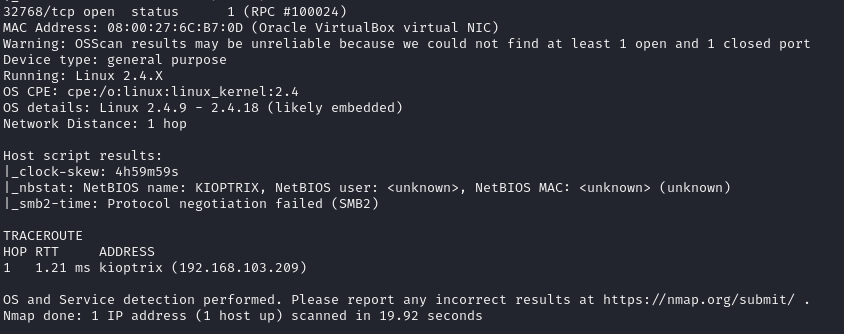 32768/tcp open  status      1 (RPC #100024)
MAC Address: 08:00:27:6C:B7:0D (Oracle VirtualBox virtual NIC)
Warning: OSScan results may be unreliable because we could not find at least 1 open and 1 closed port
Device type: general purpose
Running: Linux 2.4.X
OS CPE: cpe:/o:linux:linux_kernel:2.4
OS details: Linux 2.4.9 - 2.4.18 (likely embedded)
Network Distance: 1 hop
Host script results:
|_clock-skew: 4h59m59s
|_nbstat: NetBIOS name: KIOPTRIX, NetBIOS user: <unknown>, NetBIOS MAC: <unknown> (unknown)
|_smb2-time: Protocol negotiation failed (SMB2)
TRACEROUTE
HOP RTT     ADDRESS
1   1.21 ms kioptrix (192.168.103.209)
OS and Service detection performed. Please report any incorrect results at https://nmap.org/submit/ .
Nmap done: 1 IP address (1 host up) scanned in 19.92 seconds